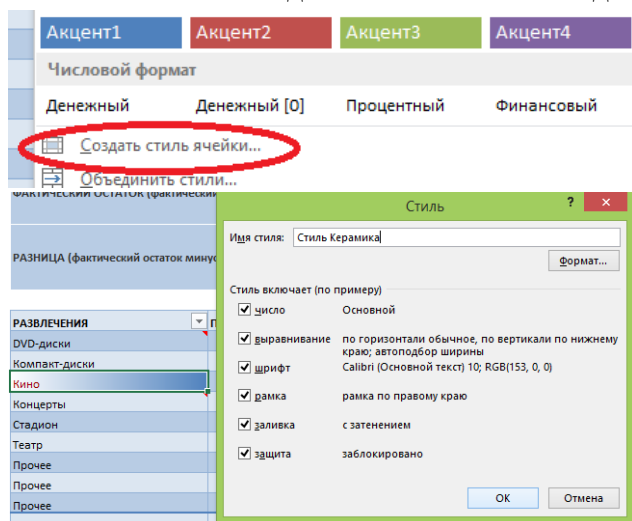 Акцент1 Акцент2 Акцент3 Акцент4
Числовой формат
Денежный Денежный [0] Процентный Финансовый
Создать стиль ячейки...
Объединить стили...
ФАКТИЧЕСКИЙ ОСТАТОК (фактический
РАЗНИЦА (фактический остаток минус
РАЗВЛЕЧЕНИЯ
DVD-диски
Компакт-диски
Кино
Концерты
Стадион
Театр
Прочее
Прочее
Прочее
Стиль ?
Имя стиля: Стиль Керамика
Формат...
Стиль включает (по примеру)
число Основной
выравнивание по горизонтали обычное, по вертикали по нижнему
краю; автоподбор ширины
шрифт Calibri (Основной текст) 10; RGB(153, 0, 0)
рамка рамка по правому краю
заливка с затенением
защита заблокировано
ОК Отмена